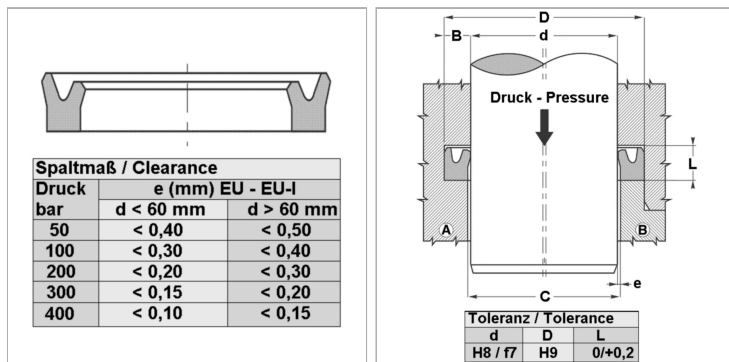 Spaltmaß / Clearance
Druck bar e (mm) EU - EU-I
d < 60 mm d > 60 mm
50 < 0,40 < 0,50
100 < 0,30 < 0,40
200 < 0,20 < 0,30
300 < 0,15 < 0,20
400 < 0,10 < 0,15
D
B d
Druck - Pressure
L
A B
e
C
Toleranz / Tolerance
d D L
H8 / f7 H9 0/+0,2